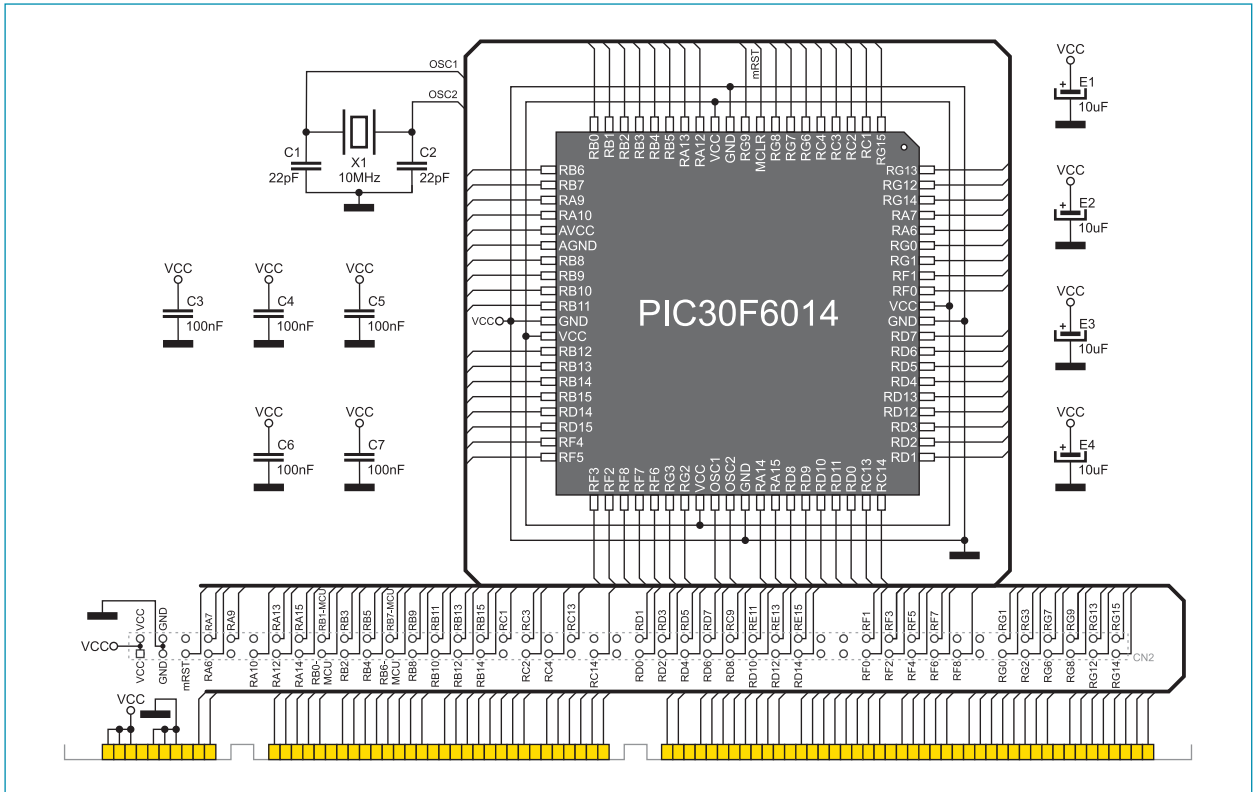 OSC1
OSC2
C1
22pF
X1
10MHz
C2
22pF
VCC
C3
100nF
VCC
C4
100nF
VCC
C5
100nF
VCC
C6
100nF
VCC
C7
100nF
mRST
RB0
RB1
RB2
RB3
RB4
RB5
RA13
RA12
VCC
GND
RG9
MCLR
RG8
RG7
RG6
RC4
RC3
RC2
RC1
RG15
RB6
RB7
RA9
RA10
AVCC
AGND
RB8
RB9
RB10
RB11
GND
VCC
RB12
RB13
RB14
RB15
RD14
RD15
RF4
RF5
VCC
PIC30F6014
RG13
RG12
RG14
RA7
RA6
RG0
RG1
RF1
RF0
VCC
GND
RD7
RD6
RD5
RD4
RD13
RD12
RD3
RD2
RD1
RF3
RF2
RF8
RF7
RF6
RG3
RG2
VCC
OSC1
OSC2
GND
RA14
RA15
RD8
RD9
RD10
RD11
RD0
RC13
RC14
VCC
+
E1
10uF
VCC
+
E2
10uF
VCC
+
E3
10uF
VCC
+
E4
10uF
VCC
GND
RA7
RA9
RA13
RA15
RB1-MCU
RB3
RB5
RB7-MCU
RB9
RB11
RB13
RB15
RC1
RC3
RC13
RD1
RD3
RD5
RD7
RC9
RE11
RE13
RE15
RF1
RF3
RF5
RF7
RG1
RG3
RG7
RG9
RG13
RG15
VCC
VCC
GND
mRST
RA6
RA10
RA12
RA14
RB0-
MCU
RB2
RB4
RB6-
MCU
RB8
RB10
RB12
RB14
RC2
RC4
RC14
RD0
RD2
RD4
RD6
RD8
RD10
RD12
RD14
RF0
RF2
RF4
RF6
RF8
RG0
RG2
RG6
RG8
RG12
RG14
CN2
VCC